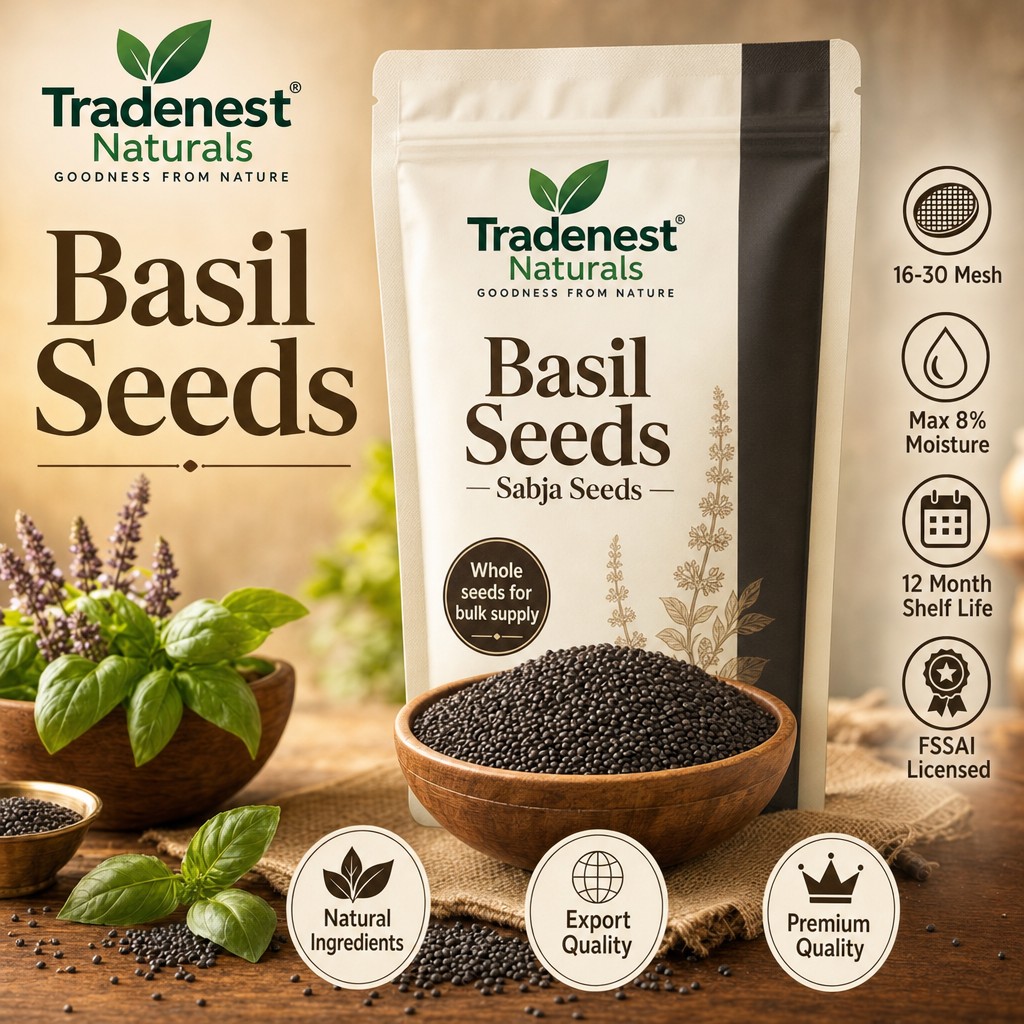 Tradenest®
Naturals
GOODNESS FROM NATURE
Basil
Seeds
Tradenest®
Naturals
GOODNESS FROM NATURE
Basil
Seeds
— Sabja Seeds —
Whole
seeds for
bulk supply
16-30 Mesh
Max 8%
Moisture
12 Month
Shelf Life
FSSAI
Licensed
Natural
Ingredients
Export
Quality
Premium
Quality